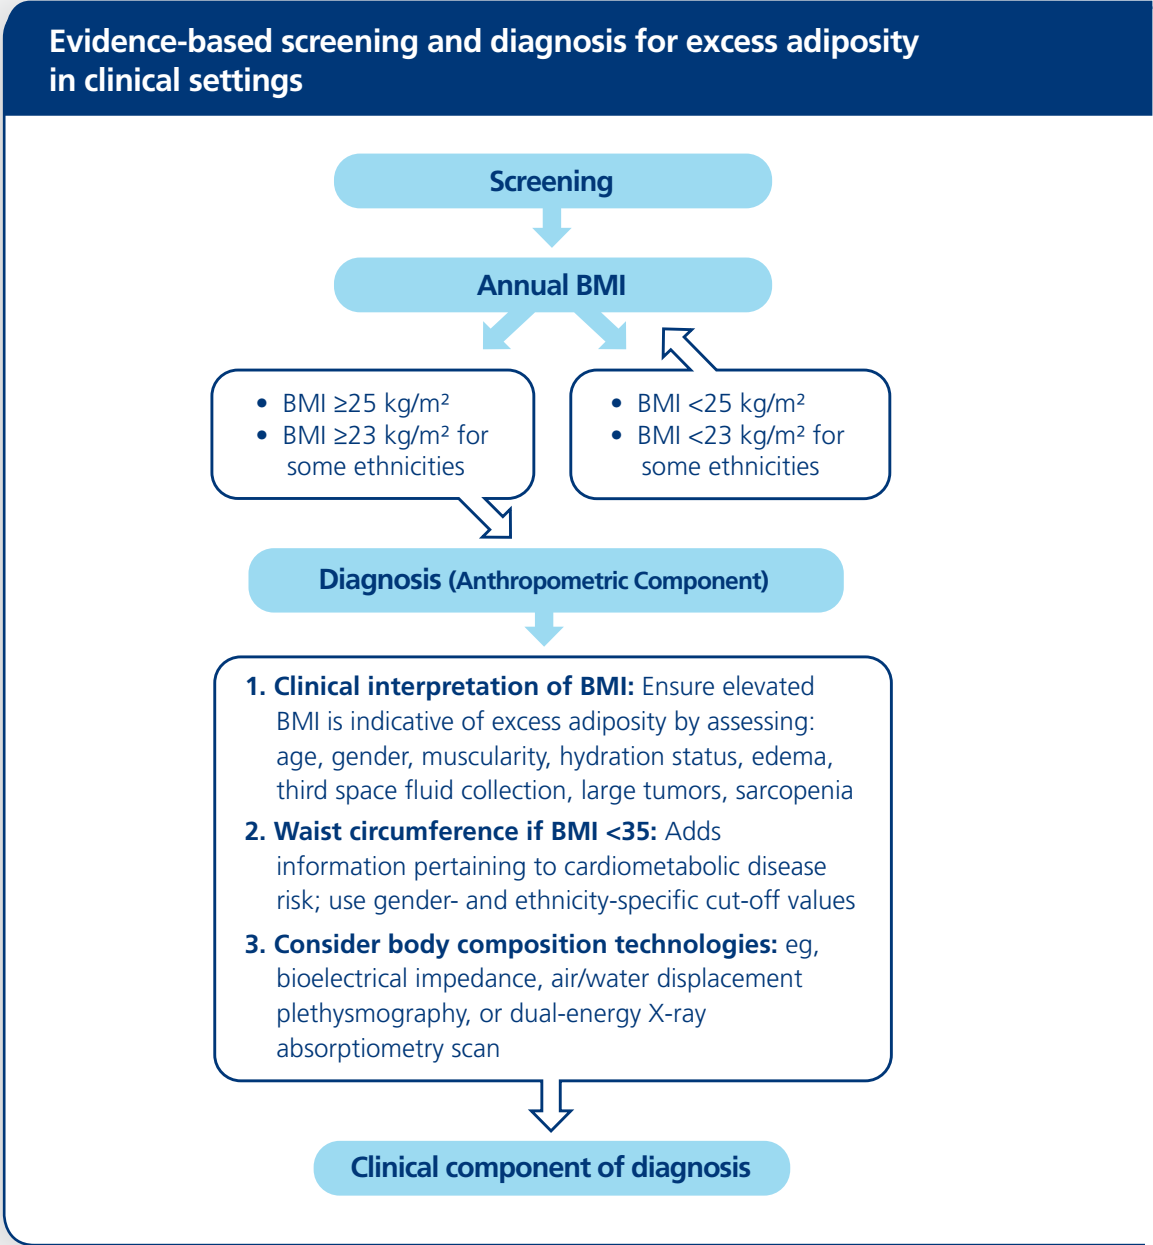 Evidence-based screening and diagnosis for excess adiposity
in clinical settings
Screening
Annual BMI
• BMI ≥25 kg/m²
• BMI ≥23 kg/m² for
some ethnicities
• BMI <25 kg/m²
• BMI <23 kg/m² for
some ethnicities
Diagnosis (Anthropometric Component)
1. Clinical interpretation of BMI: Ensure elevated
BMI is indicative of excess adiposity by assessing:
age, gender, muscularity, hydration status, edema,
third space fluid collection, large tumors, sarcopenia
2. Waist circumference if BMI <35: Adds
information pertaining to cardiometabolic disease
risk; use gender- and ethnicity-specific cut-off values
3. Consider body composition technologies: eg,
bioelectrical impedance, air/water displacement
plethysmography, or dual-energy X-ray
absorptiometry scan
Clinical component of diagnosis